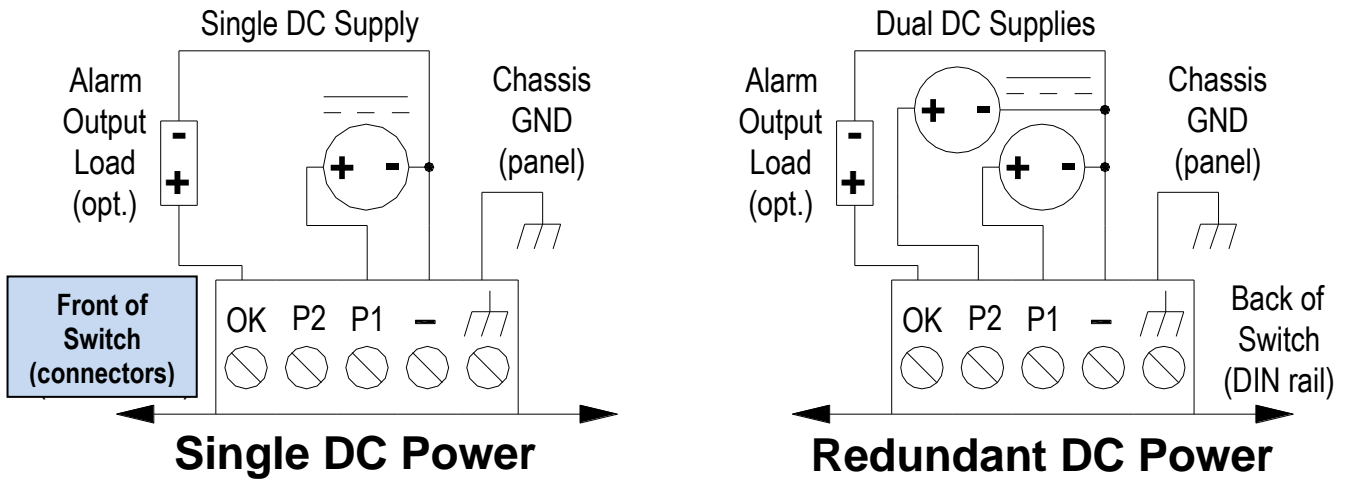 Single DC Supply
Alarm
Output
Load
(opt.)
-
+
+ -
Chassis
GND
(panel)
Front of
Switch
(connectors)
OK P2 P1 –
Single DC Power
Dual DC Supplies
Alarm
Output
Load
(opt.)
-
+
+ -
+ -
Chassis
GND
(panel)
OK P2 P1 –
Back of
Switch
(DIN rail)
Redundant DC Power